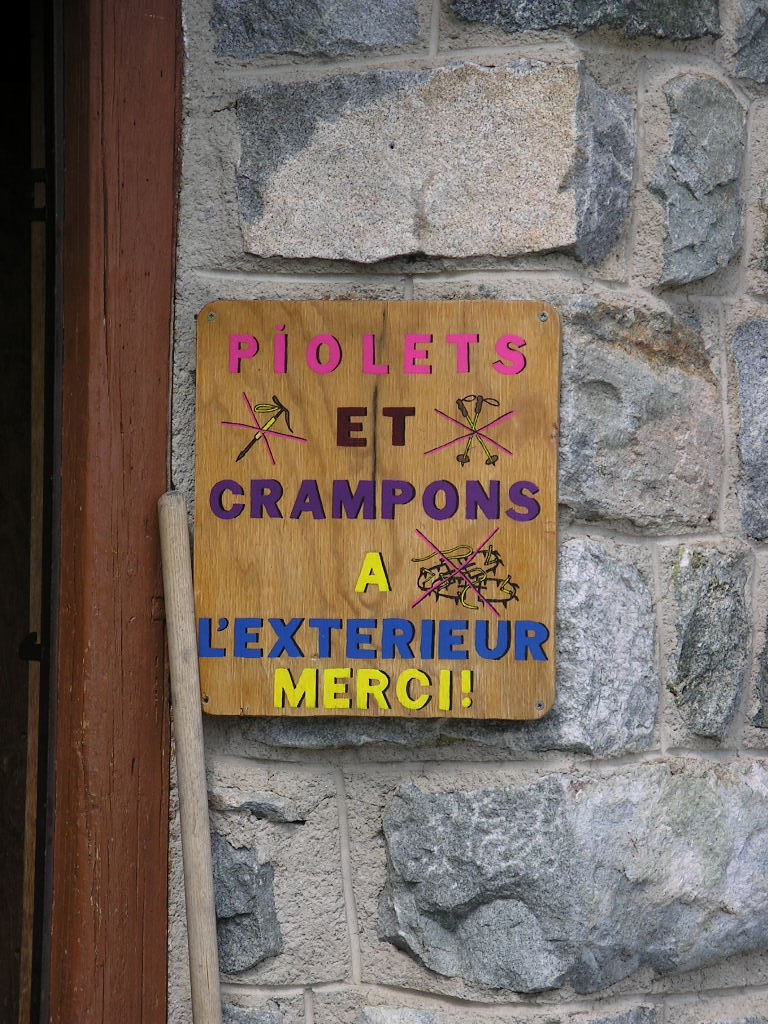 PiOLETS
ET
CRAMPONS
A
L'EXTERIEUR
MERCI!